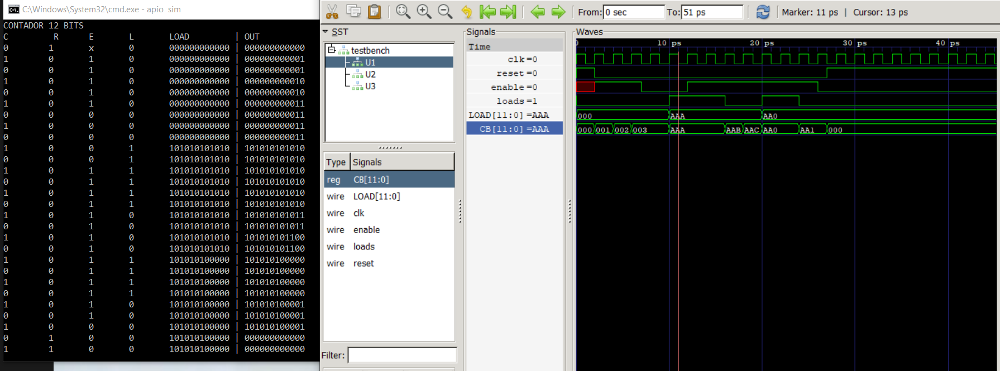 C:\Windows\System32\cmd.exe - apio sim
CONTADOR 12 BITS
C R E L LOAD | OUT
0 1 x 0 000000000000 | 000000000000
1 0 1 0 000000000000 | 000000000001
0 0 1 0 000000000000 | 000000000001
1 0 1 0 000000000000 | 000000000010
0 0 1 0 000000000000 | 000000000010
1 0 1 0 000000000000 | 000000000011
0 0 1 0 000000000000 | 000000000011
1 0 0 0 000000000000 | 000000000011
0 0 0 0 000000000000 | 000000000011
1 0 0 1 101010101010 | 101010101010
0 0 0 1 101010101010 | 101010101010
1 0 1 1 101010101010 | 101010101010
0 0 1 1 101010101010 | 101010101010
1 0 1 1 101010101010 | 101010101010
0 0 1 1 101010101010 | 101010101010
1 0 1 0 101010101010 | 101010101011
0 0 1 0 101010101010 | 101010101011
1 0 1 0 101010101010 | 101010101100
0 0 1 0 101010101010 | 101010101100
1 0 1 1 101010100000 | 101010100000
0 0 1 1 101010100000 | 101010100000
1 0 1 1 101010100000 | 101010100000
0 0 1 1 101010100000 | 101010100000
1 0 1 0 101010100000 | 101010100001
0 0 1 0 101010100000 | 101010100001
1 0 0 0 101010100000 | 101010100001
0 1 0 0 101010100000 | 000000000000
1 1 0 0 101010100000 | 000000000000
From: 0 sec To: 51 ps Marker: 11 ps | Cursor: 13 ps
SST
testbench
U1
U2
U3
Type Signals
reg CB[11:0]
wire LOAD[11:0]
wire clk
wire enable
wire loads
wire reset
Filter:
Signals
Time
clk =0
reset =0
enable =0
loads =1
LOAD[11:0] =AAA
CB[11:0] =AAA
Waves
0 10 ps 20 ps 30 ps 40 ps
000 AAA AA0
000 001 002 003 AAA AAB AAC AA0 AA1 000